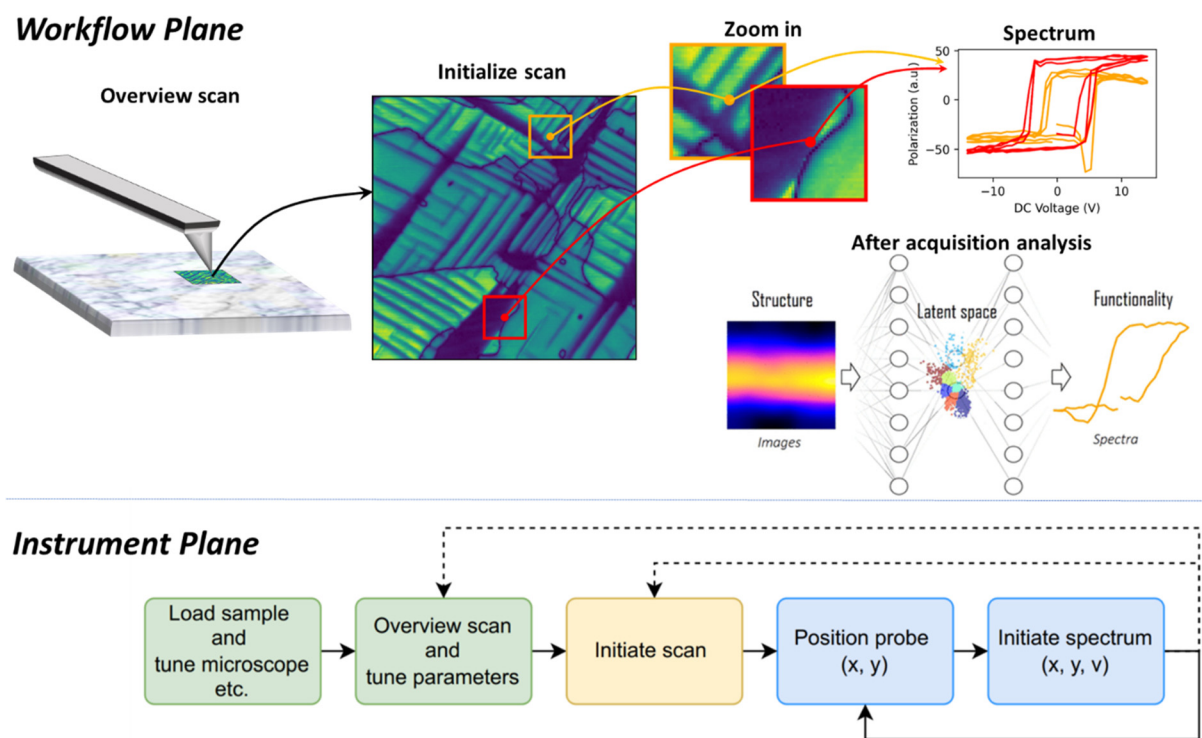 Workflow Plane
Overview scan
Initialize scan
Zoom in
Spectrum
Polarization (a.u.)
50
0
−50
−10
0
10
DC Voltage (V)
After acquisition analysis
Structure
Latent space
Functionality
Images
Spectra
Instrument Plane
Load sample
and
tune microscope
etc.
Overview scan
and
tune parameters
Initiate scan
Position probe
(x, y)
Initiate spectrum
(x, y, v)